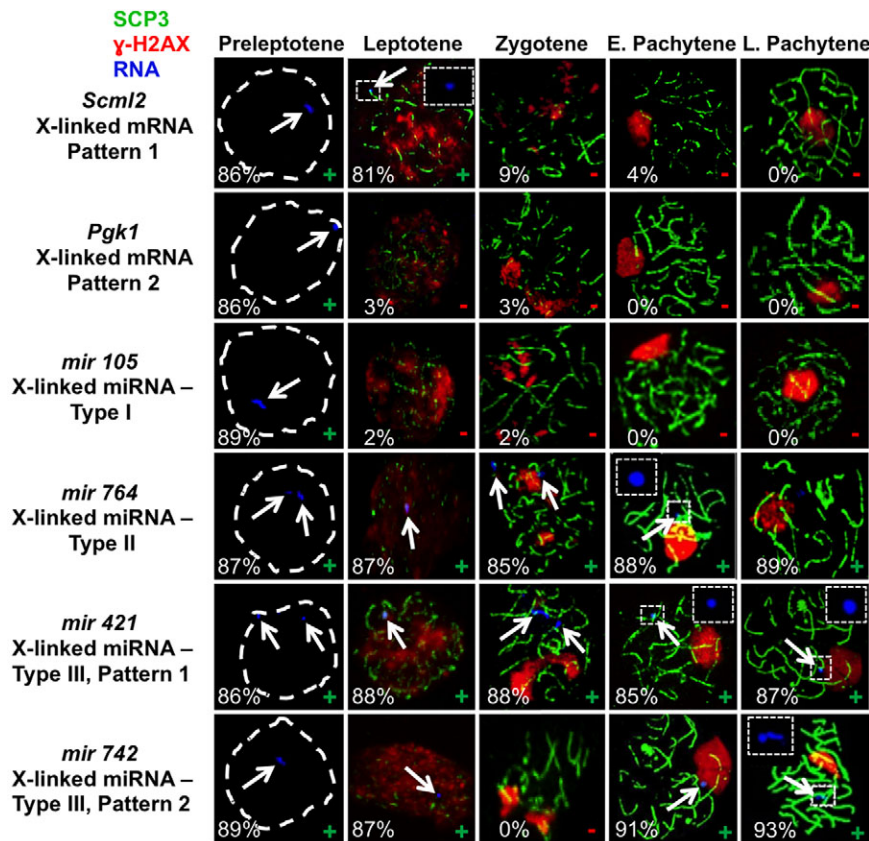 SCP3
γ-H2AX
RNA
Preleptotene Leptotene Zygotene E. Pachytene L. Pachytene
Scml2
X-linked mRNA
Pattern 1
86% + 81% + 9% - 4% - 0% -
Pgk1
X-linked mRNA
Pattern 2
86% + 3% - 3% - 0% - 0% -
mir 105
X-linked miRNA –
Type I
89% + 2% - 2% - 0% - 0% -
mir 764
X-linked miRNA –
Type II
87% + 87% + 85% + 88% + 89% +
mir 421
X-linked miRNA –
Type III, Pattern 1
86% + 88% + 88% + 85% + 87% +
mir 742
X-linked miRNA –
Type III, Pattern 2
89% + 87% + 0% - 91% + 93% +